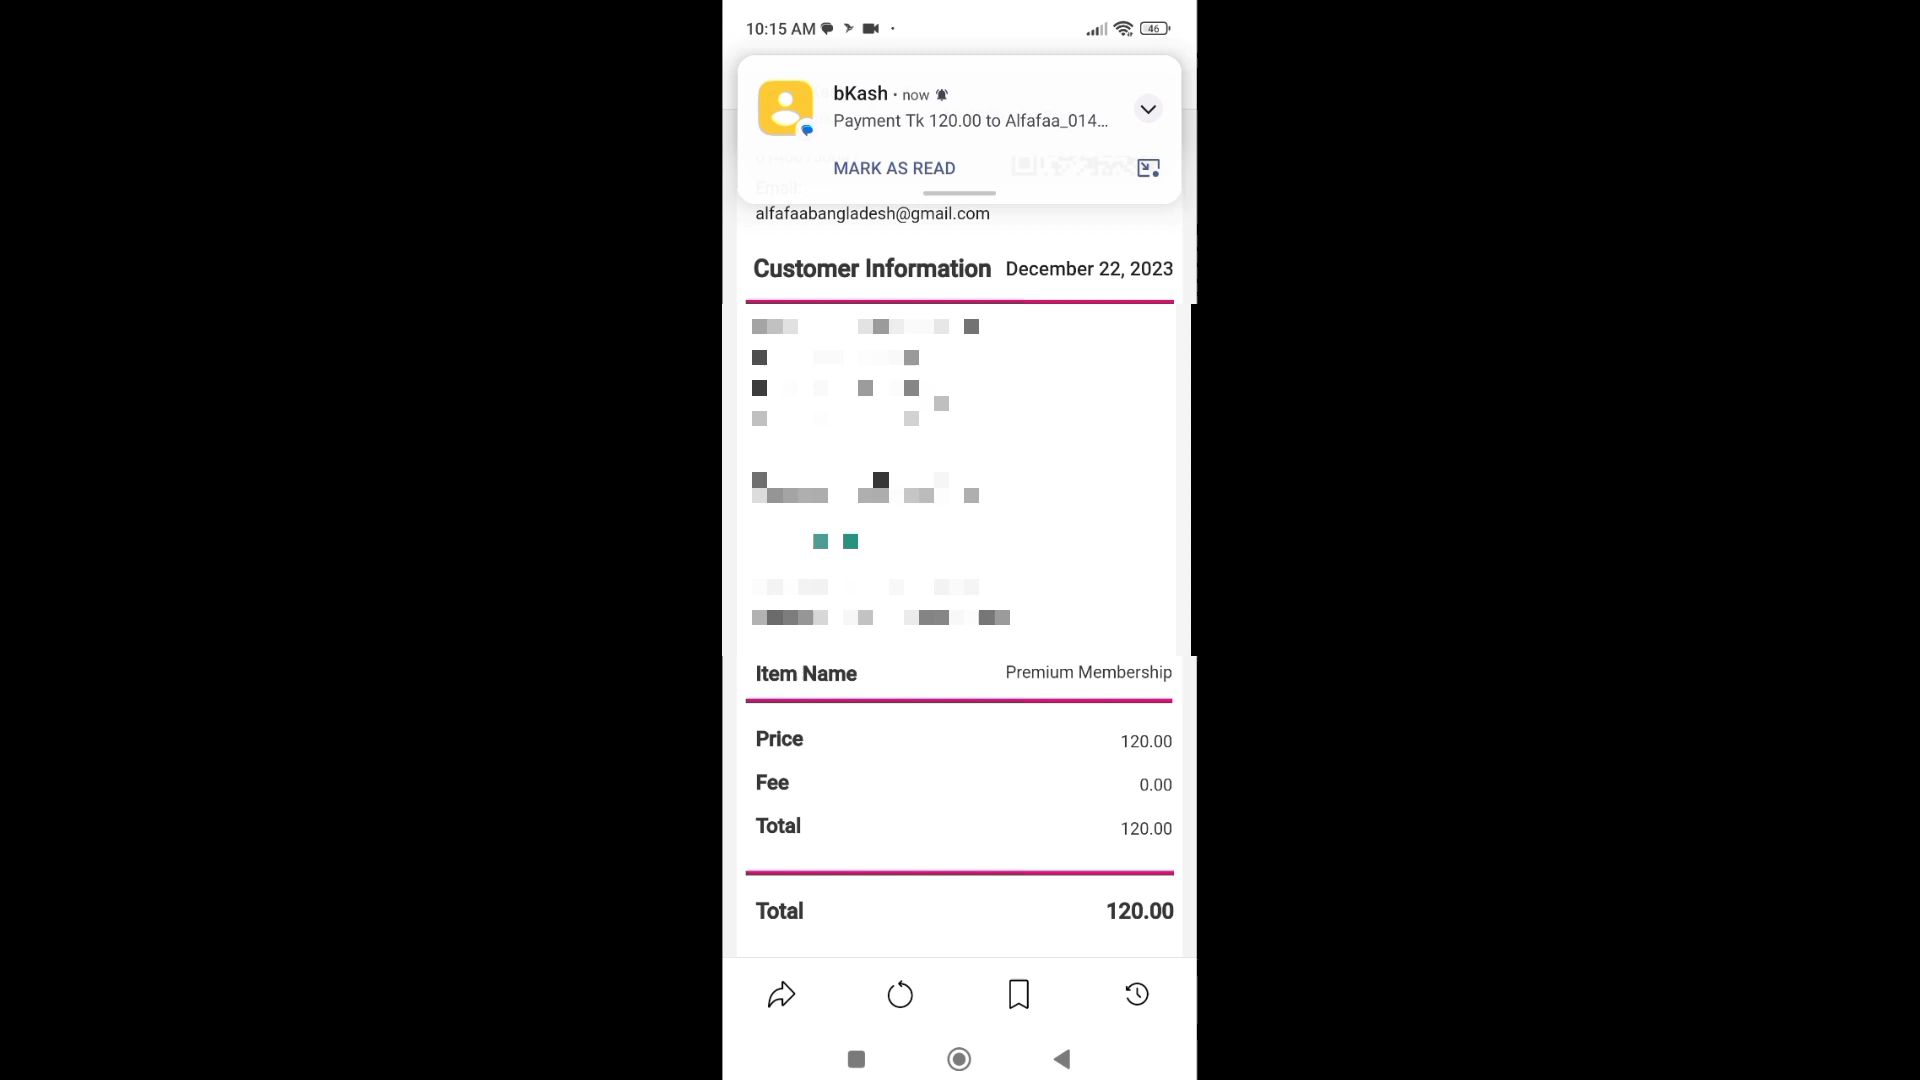 10:15 AM
46
bKash • now
Payment Tk 120.00 to Alfafaa_014...
MARK AS READ
Email:
alfafaabangladesh@gmail.com
Customer Information December 22, 2023
Item Name Premium Membership
Price 120.00
Fee 0.00
Total 120.00
Total 120.00